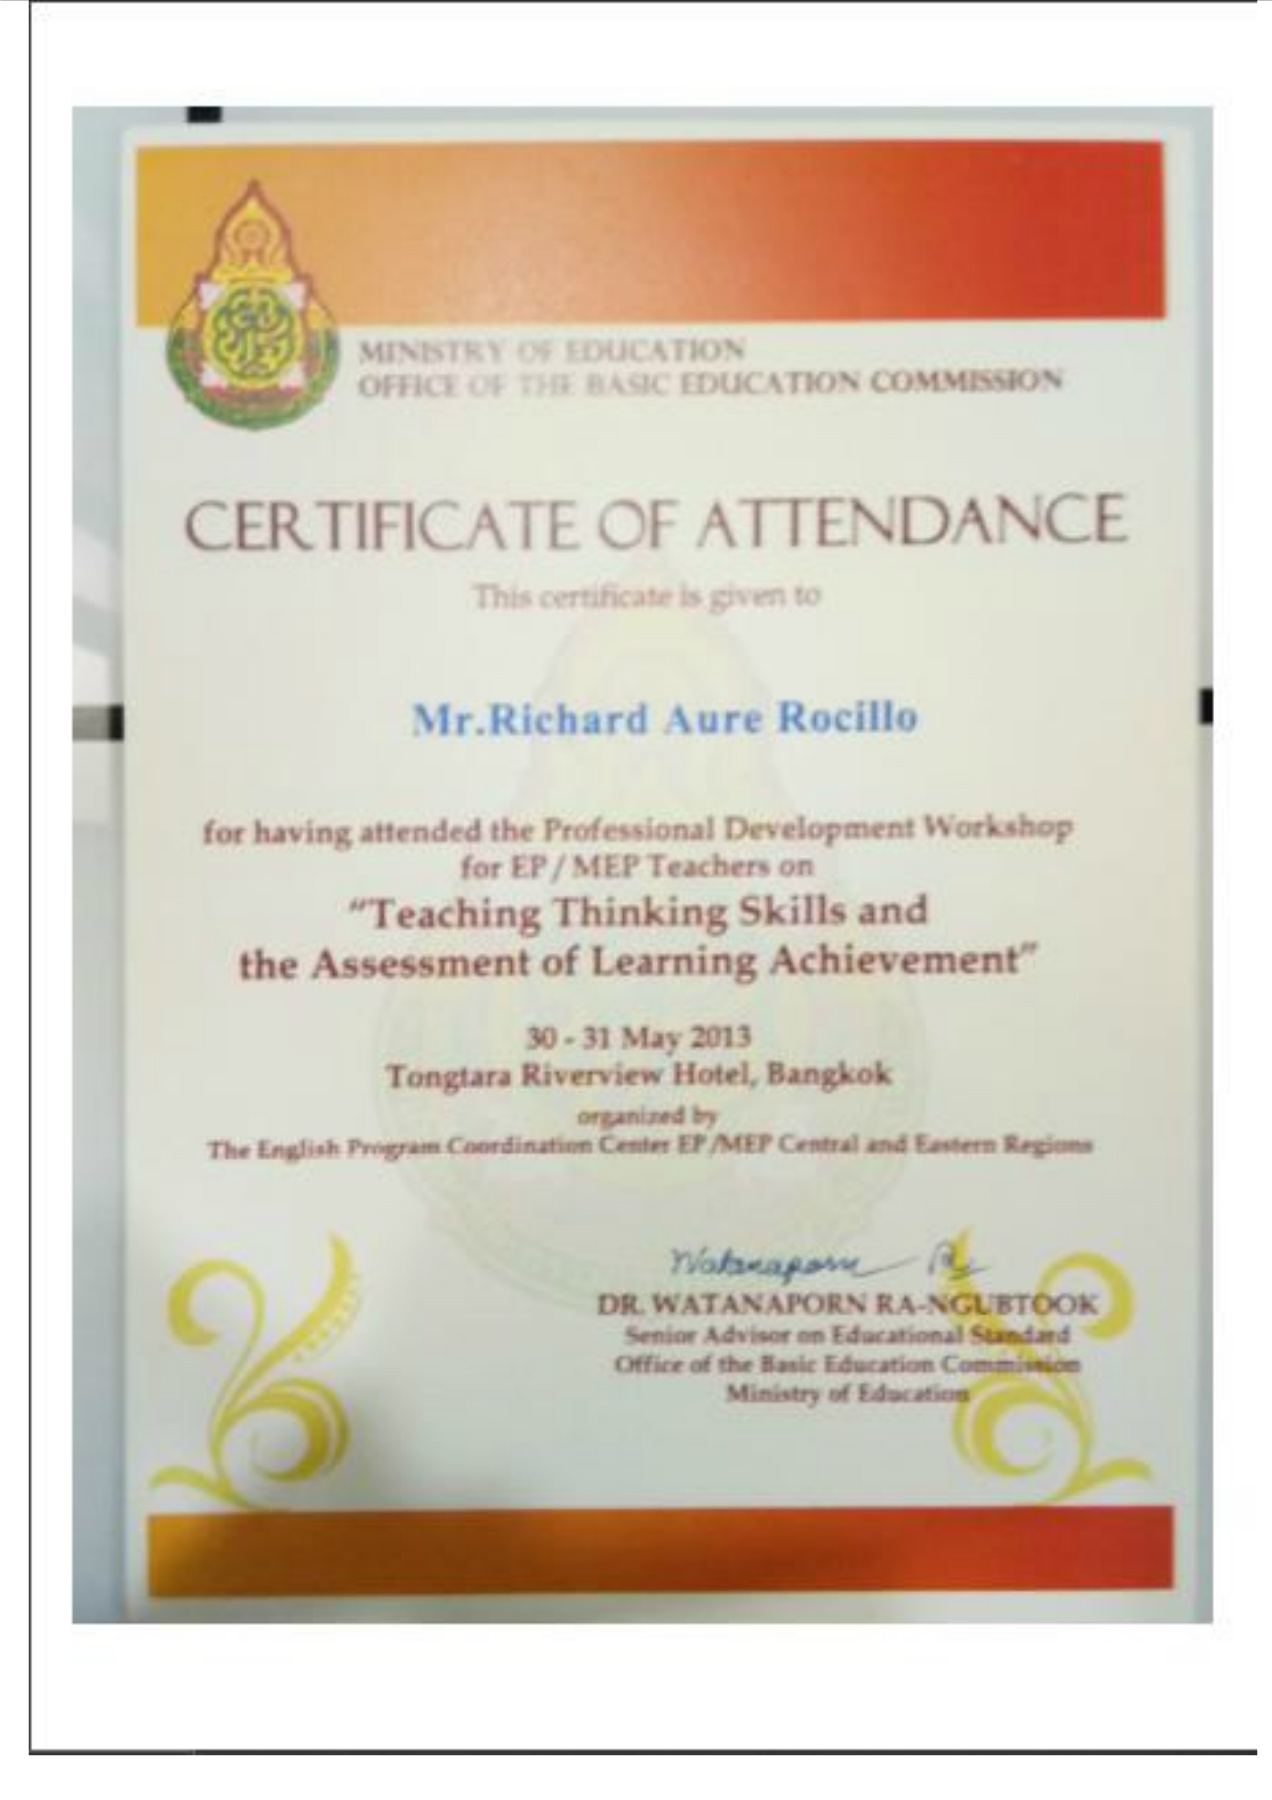 MINISTRY OF EDUCATION
OFFICE OF THE BASIC EDUCATION COMMISSION
CERTIFICATE OF ATTENDANCE
This certificate is given to
Mr.Richard Aure Rocillo
for having attended the Professional Development Workshop
for EP / MEP Teachers on
"Teaching Thinking Skills and
the Assessment of Learning Achievement"
30 - 31 May 2013
Tongtara Riverview Hotel, Bangkok
organized by
The English Program Coordination Center EP/MEP Central and Eastern Regions
Watanaporn R
DR. WATANAPORN RA-NGUBTOOK
Senior Advisor on Educational Standard
Office of the Basic Education Commission
Ministry of Education